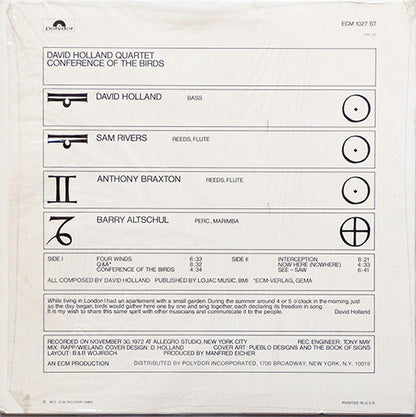 polydor
ECM 1027 ST
DAVID HOLLAND QUARTET
CONFERENCE OF THE BIRDS
DAVID HOLLAND BASS
SAM RIVERS REEDS, FLUTE
ANTHONY BRAXTON REEDS, FLUTE
BARRY ALTSCHUL PERC., MARIMBA
SIDE I FOUR WINDS 6:33 SIDE II INTERCEPTION 8:21
Q&A* 8:32 NOW HERE (NOWHERE) 4:33
CONFERENCE OF THE BIRDS 4:34 SEE-SAW 6:41
ALL COMPOSED BY DAVID HOLLAND PUBLISHED BY LOJAC MUSIC, BMI *ECM-VERLAG, GEMA
While living in London I had an apartement with a small garden. During the summer around 4 or 5 o'clock in the morning, just
as the day began, birds would gather here one by one and sing together, each declaring its freedom in song.
It is my wish to share this same spirit with other musicians and communicate it to the people. David Holland
RECORDED ON NOVEMBER 30, 1972 AT ALLEGRO STUDIO, NEW YORK CITY REC. ENGINEER: TONY MAY
MIX: RAPP/WIELAND. COVER DESIGN: D. HOLLAND COVER ART: PUEBLO DESIGNS AND THE BOOK OF SIGNS
LAYOUT: B&B WOJIRSCH PRODUCED BY MANFRED EICHER
AN ECM PRODUCTION DISTRIBUTED BY POLYDOR INCORPORATED, 1700 BROADWAY, NEW YORK, N.Y. 10019
℗ 1973 ECM RECORDS GMBH PRINTED IN U.S.A.